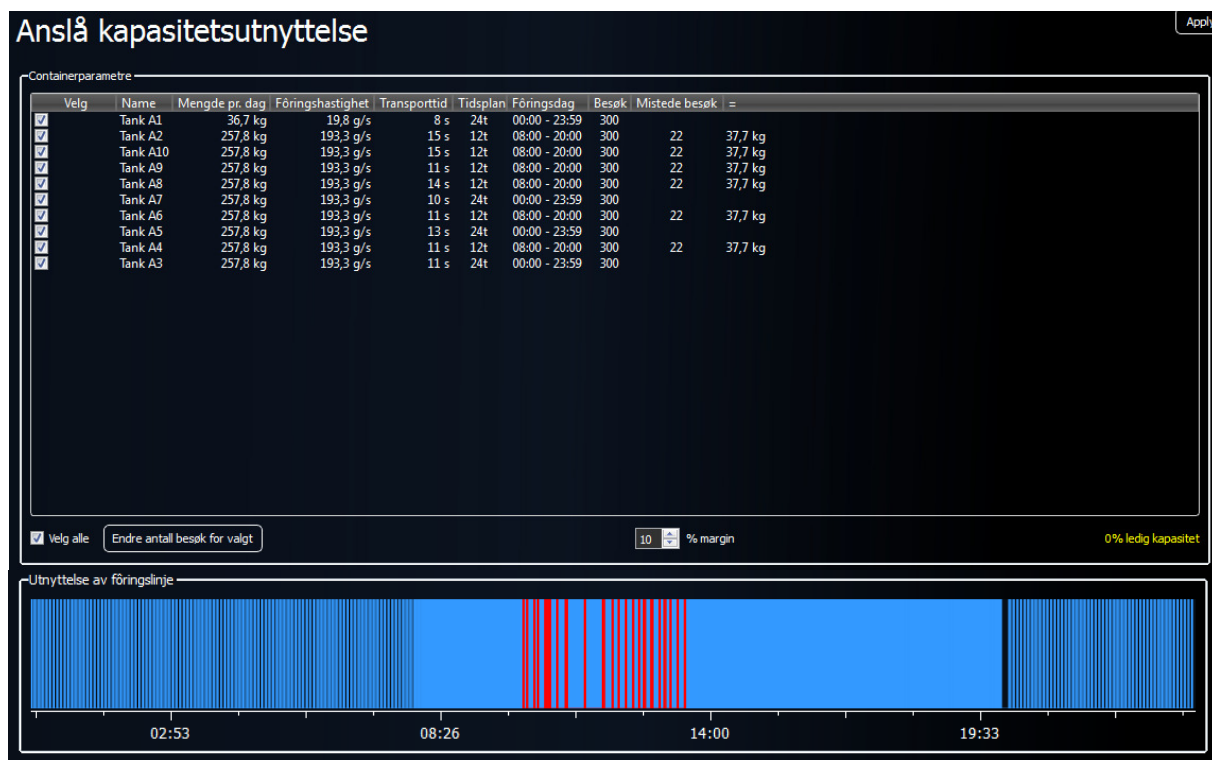 Anslå kapasitetsutnyttelse
Apply
Containerparametre
Velg Name Mengde pr. dag Fôringshastighet Transporttid Tidsplan Fôringsdag Besøk Mistede besøk =
Tank A1 36,7 kg 19,8 g/s 8 s 24t 00:00 - 23:59 300
Tank A2 257,8 kg 193,3 g/s 15 s 12t 08:00 - 20:00 300 22 37,7 kg
Tank A10 257,8 kg 193,3 g/s 15 s 12t 08:00 - 20:00 300 22 37,7 kg
Tank A9 257,8 kg 193,3 g/s 11 s 12t 08:00 - 20:00 300 22 37,7 kg
Tank A8 257,8 kg 193,3 g/s 14 s 12t 08:00 - 20:00 300 22 37,7 kg
Tank A7 257,8 kg 193,3 g/s 10 s 24t 00:00 - 23:59 300
Tank A6 257,8 kg 193,3 g/s 11 s 12t 08:00 - 20:00 300 22 37,7 kg
Tank A5 257,8 kg 193,3 g/s 13 s 24t 00:00 - 23:59 300
Tank A4 257,8 kg 193,3 g/s 11 s 12t 08:00 - 20:00 300 22 37,7 kg
Tank A3 257,8 kg 193,3 g/s 11 s 24t 00:00 - 23:59 300
Velg alle Endre antall besøk for valgt 10 % margin 0% ledig kapasitet
Utnyttelse av fôringslinje
02:53 08:26 14:00 19:33